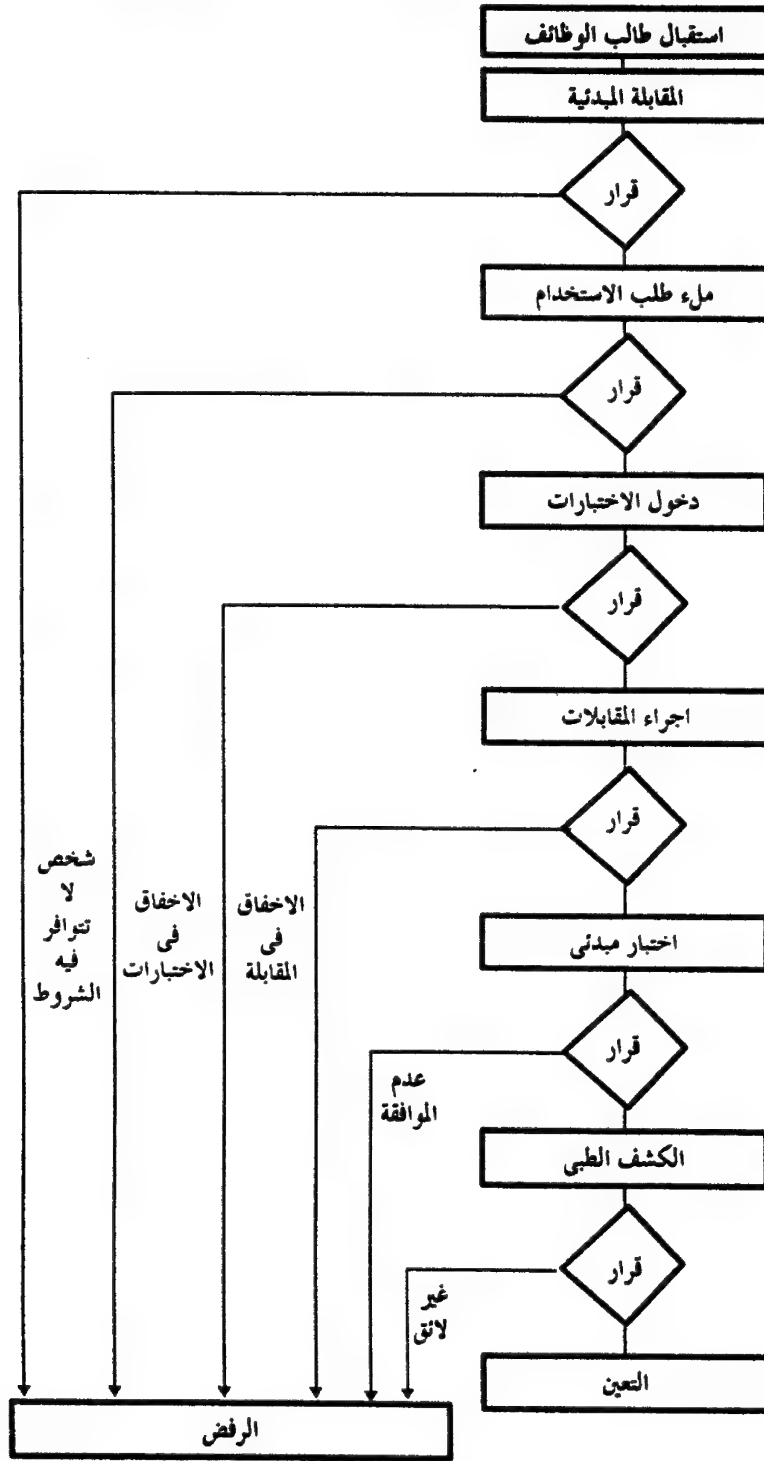 استقبال طالب الوظائف
المقابلة المبدئية
قرار
ملء طلب الاستخدام
قرار
دخول الاختبارات
قرار
اجراء المقابلات
قرار
اختبار مبدئى
قرار
الكشف الطبى
قرار
التعين
غير
لائق
عدم
الموافقة
الاخفاق
فى
المقابلة
الاخفاق
فى
الاختبارات
شخص
لا
تتوافر
فيه
الشروط
الرفض